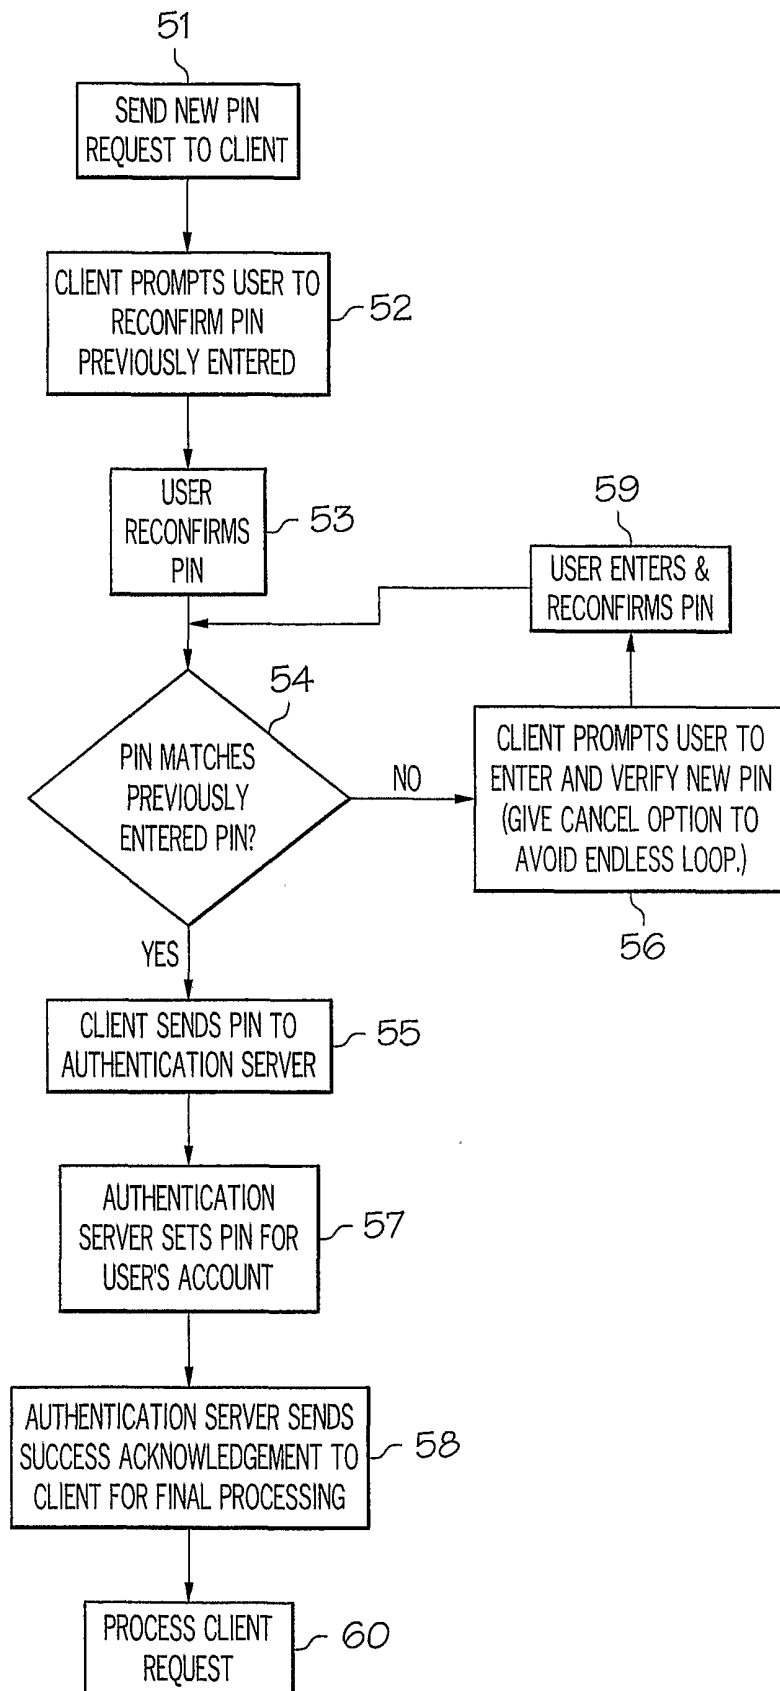 51
SEND NEW PIN
REQUEST TO CLIENT
CLIENT PROMPTS USER TO
RECONFIRM PIN
PREVIOUSLY ENTERED
52
USER
RECONFIRMS
PIN
53
59
USER ENTERS &
RECONFIRMS PIN
54
PIN MATCHES
PREVIOUSLY
ENTERED PIN?
NO
CLIENT PROMPTS USER TO
ENTER AND VERIFY NEW PIN
(GIVE CANCEL OPTION TO
AVOID ENDLESS LOOP.)
56
YES
CLIENT SENDS PIN TO
AUTHENTICATION SERVER
55
AUTHENTICATION
SERVER SETS PIN FOR
USER'S ACCOUNT
57
AUTHENTICATION SERVER SENDS
SUCCESS ACKNOWLEDGEMENT TO
CLIENT FOR FINAL PROCESSING
58
PROCESS CLIENT
REQUEST
60